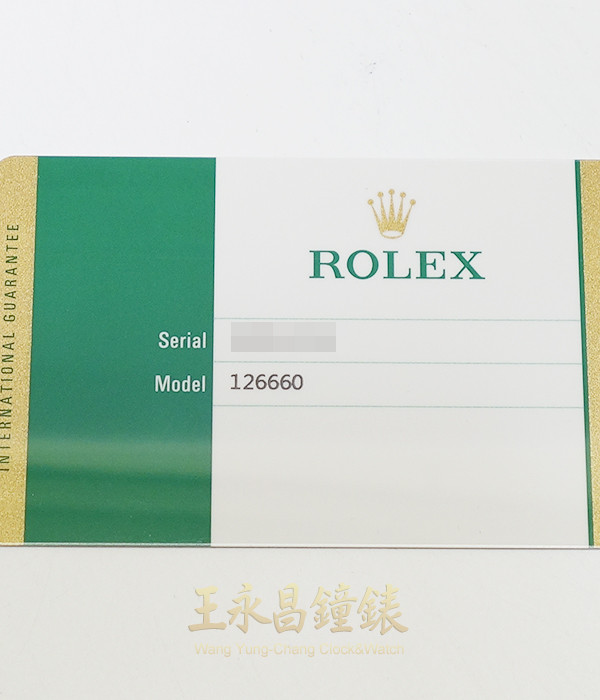 INTERNATIONAL GUARANTEE
ROLEX
Serial
Model 126660
王永昌鐘錶
Wang Yung-Chang Clock&Watch